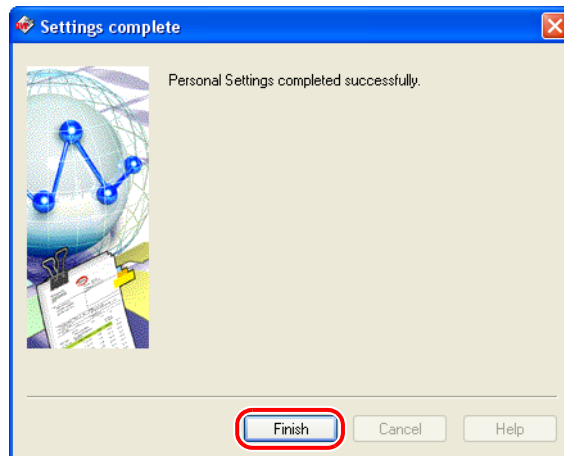 Settings complete
Personal Settings completed successfully.
Finish
Cancel
Help